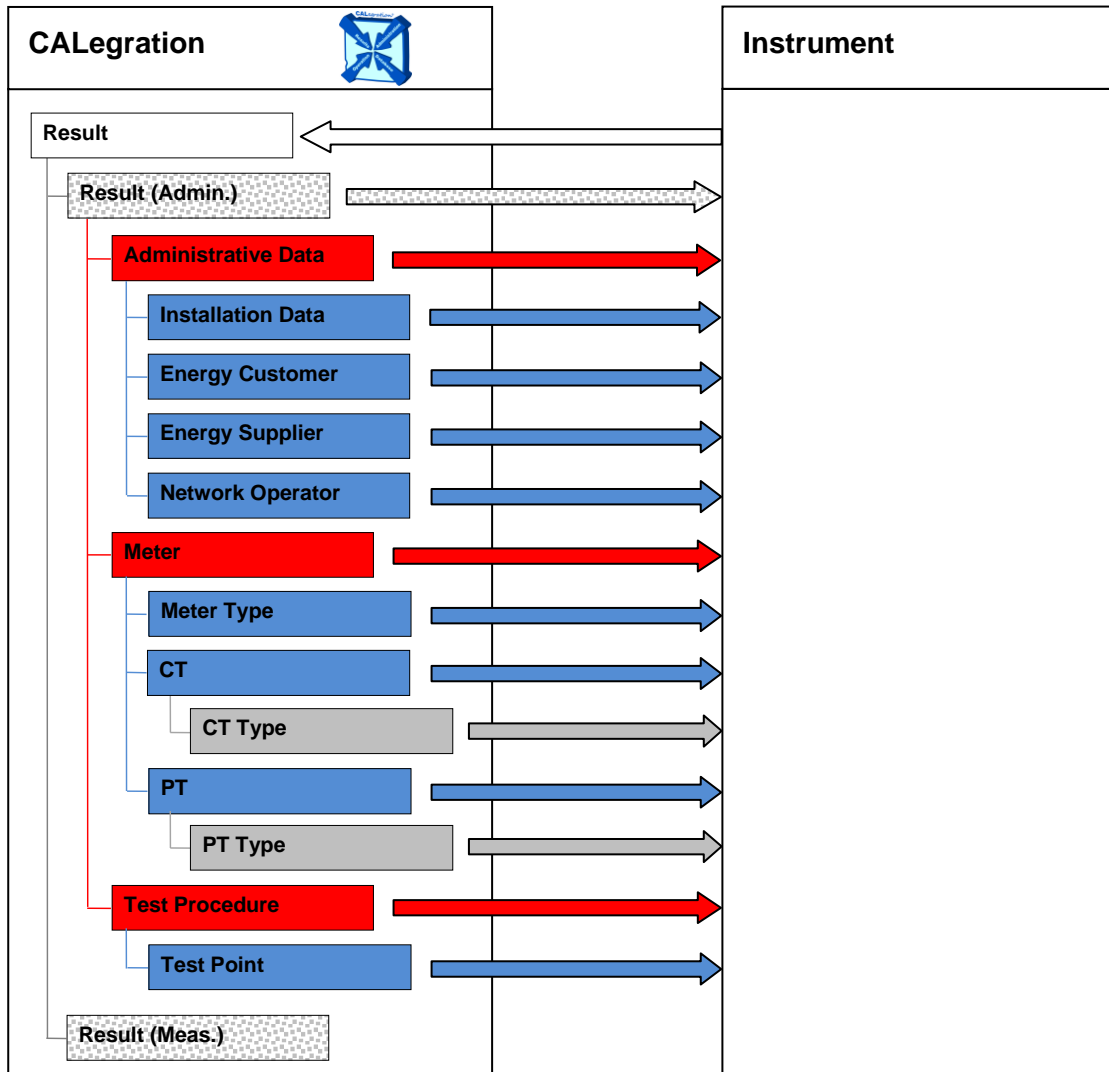 CALegration
Instrument
Result
Result (Admin.)
Administrative Data
Installation Data
Energy Customer
Energy Supplier
Network Operator
Meter
Meter Type
CT
CT Type
PT
PT Type
Test Procedure
Test Point
Result (Meas.)